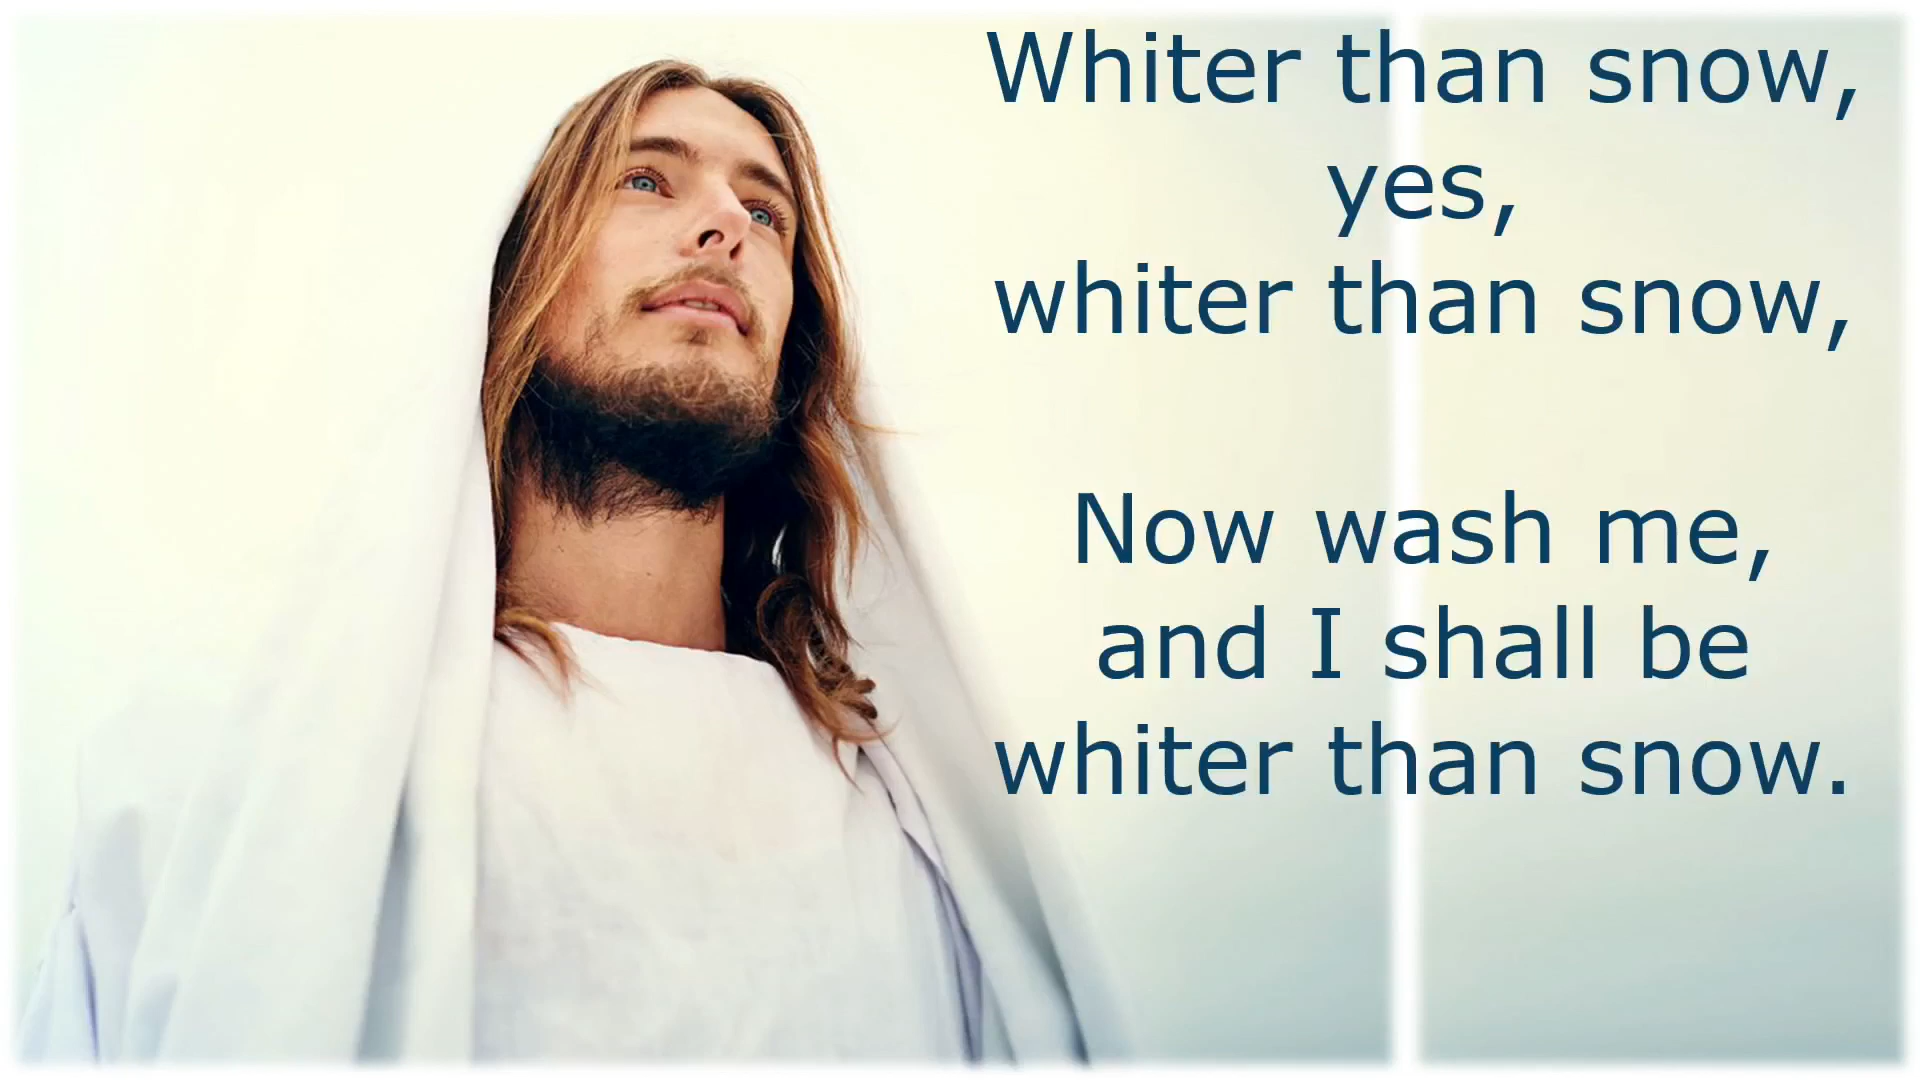 Whiter than snow,
yes,
whiter than snow,
Now wash me,
and I shall be
whiter than snow.